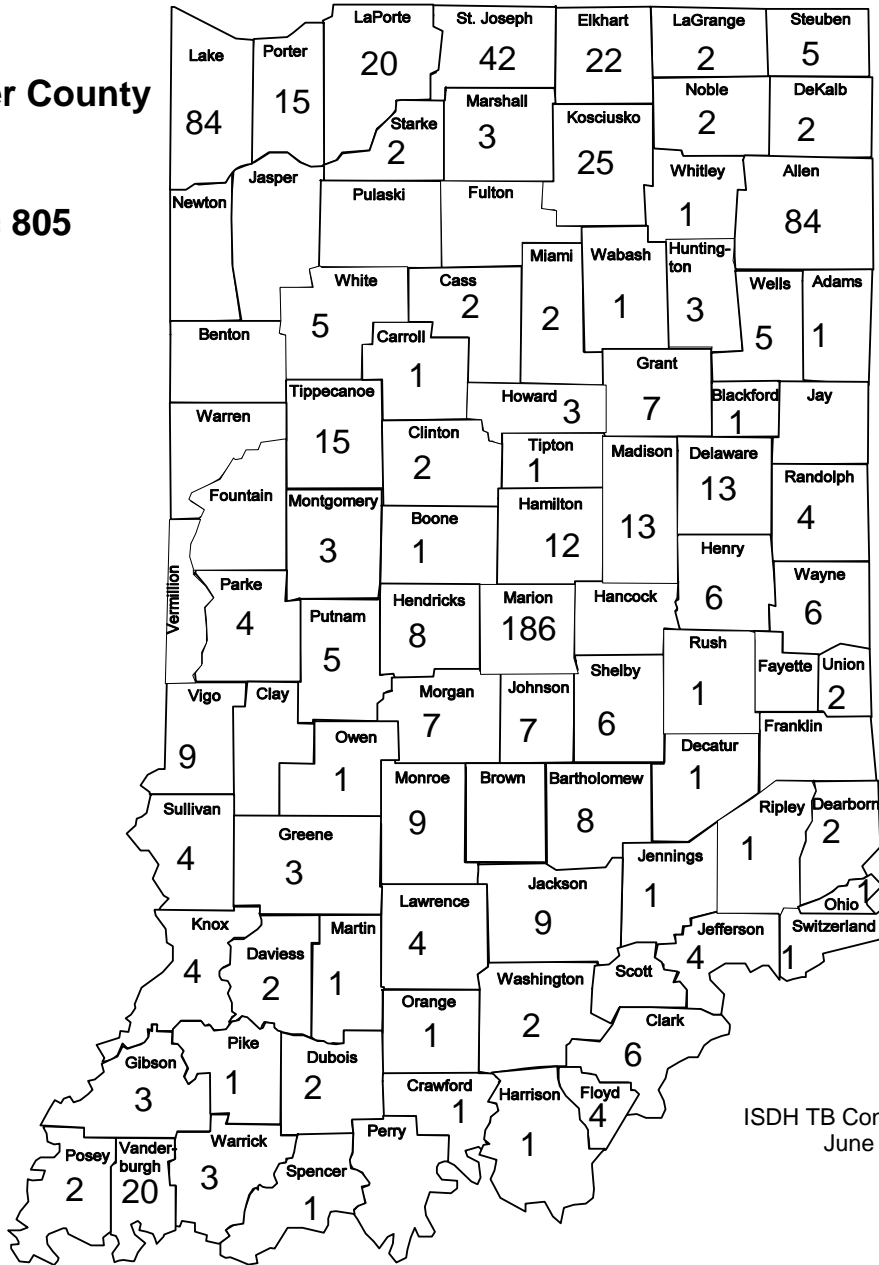 er County
805
Lake
84
Porter
15
LaPorte
20
St. Joseph
42
Elkhart
22
LaGrange
2
Steuben
5
Starke
2
Marshall
3
Kosciusko
25
Noble
2
DeKalb
2
Newton
Jasper
Pulaski
Fulton
Whitley
1
Allen
84
Miami
2
Wabash
1
Hunting-
ton
3
Wells
5
Adams
1
Benton
White
5
Cass
2
Carroll
1
Howard 3
Grant
7
Blackford
1
Jay
Warren
Tippecanoe
15
Clinton
2
Tipton
1
Madison
13
Delaware
13
Randolph
4
Fountain
Montgomery
3
Boone
1
Hamilton
12
Henry
6
Wayne
6
Vermillion
Parke
4
Putnam
5
Hendricks
8
Marion
186
Hancock
Rush
1
Fayette
Union
2
Vigo
9
Clay
Owen
1
Morgan
7
Johnson
7
Shelby
6
Decatur
1
Franklin
Sullivan
4
Greene
3
Monroe
9
Brown
Bartholomew
8
Jennings
1
Ripley
1
Dearborn
2
Ohio
1
Knox
4
Daviess
2
Martin
1
Lawrence
4
Jackson
9
Jefferson
4
Switzerland
1
Scott
Washington
2
Orange
1
Clark
6
Gibson
3
Pike
1
Dubois
2
Crawford
1
Harrison
1
Floyd
4
Posey
2
Vander-
burgh
20
Warrick
3
Spencer
1
Perry
ISDH TB Con
June